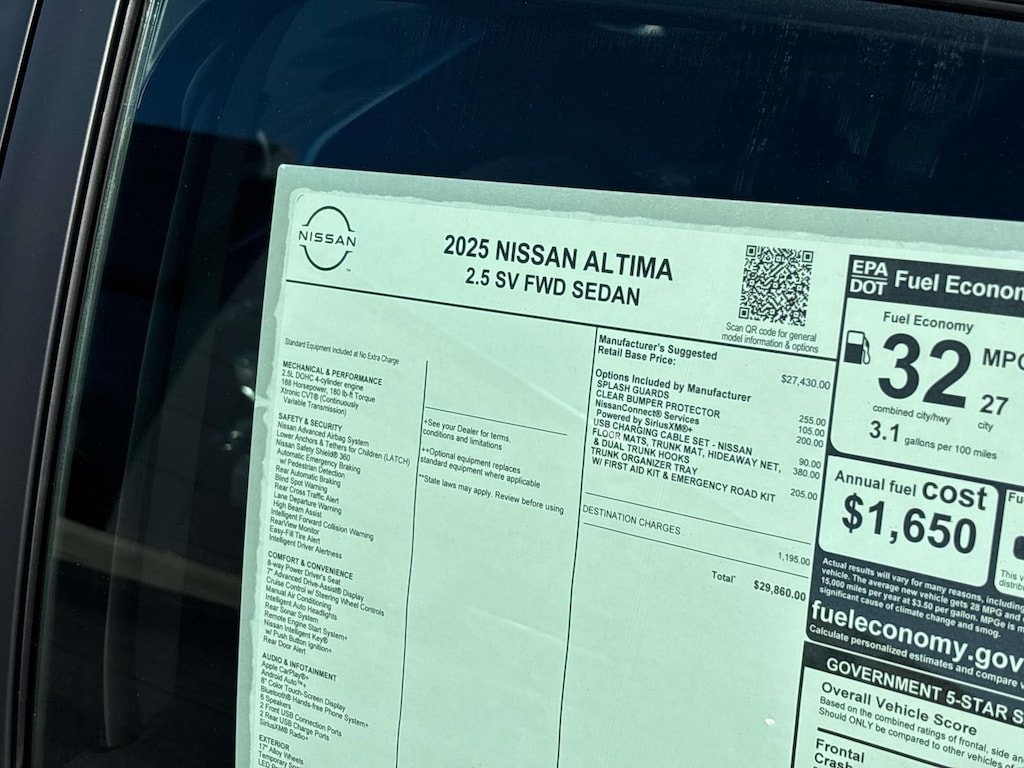 NISSAN
2025 NISSAN ALTIMA
2.5 SV FWD SEDAN
Scan QR code for general
model information & options
Standard Equipment Included at No Extra Charge
MECHANICAL & PERFORMANCE
2.5L DOHC 4-cylinder engine
188 Horsepower, 180 lb-ft Torque
Xtronic CVT® (Continuously
Variable Transmission)
SAFETY & SECURITY
Nissan Advanced Airbag System
Lower Anchors & Tethers for Children (LATCH)
Nissan Safety Shield® 360
Automatic Emergency Braking
w/ Pedestrian Detection
Rear Automatic Braking
Blind Spot Warning
Rear Cross Traffic Alert
Lane Departure Warning
High Beam Assist
Intelligent Forward Collision Warning
RearView Monitor
Easy-Fill Tire Alert
Intelligent Driver Alertness
COMFORT & CONVENIENCE
8-way Power Driver's Seat
7" Advanced Drive-Assist® Display
Cruise Control w/ Steering Wheel Controls
Manual Air Conditioning
Intelligent Auto Headlights
Rear Sonar System
Remote Engine Start System+
Nissan Intelligent Key®
w/ Push Button Ignition+
Rear Door Alert
AUDIO & INFOTAINMENT
Apple CarPlay®+
Android Auto™+
8" Color Touch-Screen Display
Bluetooth® Hands-free Phone System+
6 Speakers
2 Front USB Connection Ports
2 Rear USB Charge Ports
SiriusXM® Radio+
EXTERIOR
17" Alloy Wheels
Temporary
+See your Dealer for terms,
conditions and limitations
++Optional equipment replaces
standard equipment where applicable
**State laws may apply. Review before using
Manufacturer's Suggested
Retail Base Price: $27,430.00
Options Included by Manufacturer
SPLASH GUARDS 255.00
CLEAR BUMPER PROTECTOR 105.00
NissanConnect® Services 200.00
Powered by SiriusXM®+
USB CHARGING CABLE SET - NISSAN 90.00
FLOOR MATS, TRUNK MAT, HIDEAWAY NET, 380.00
& DUAL TRUNK HOOKS
TRUNK ORGANIZER TRAY 205.00
W/ FIRST AID KIT & EMERGENCY ROAD KIT
DESTINATION CHARGES 1,195.00
Total* $29,860.00
EPA
DOT
Fuel Econom
Fuel Economy
32 MPG
27
combined city/hwy city
3.1 gallons per 100 miles
Annual fuel cost
$1,650
Fu
This v
distrib
Actual results will vary for many reasons, including
vehicle. The average new vehicle gets 28 MPG and
15,000 miles per year at $3.50 per gallon. MPGe is m
significant cause of climate change and smog.
fueleconomy.gov
Calculate personalized estimates and compare v
GOVERNMENT 5-STAR S
Overall Vehicle Score
Based on the combined ratings of frontal, side an
Should ONLY be compared to other vehicles of
Frontal
Crash